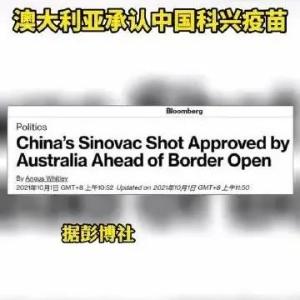 澳大利亚承认中国科兴疫苗
Bloomberg
Politics
China's Sinovac Shot Approved by
Australia Ahead of Border Open
By Angus Whitley
2021年10月1日 GMT+8 上午10:52 Updated on 2021年10月1日 GMT+8 上午11:50
据彭博社